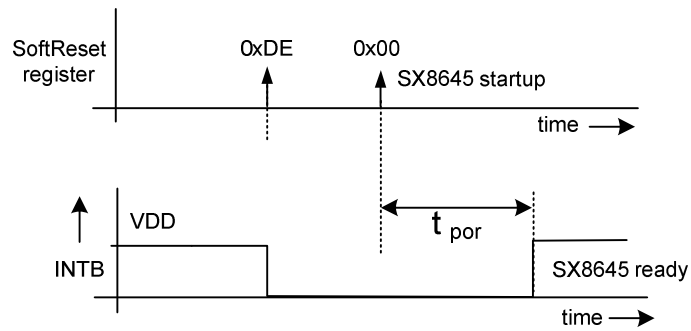 SoftReset
register
0xDE
0x00
SX8645 startup
time
VDD
INTB
t por
SX8645 ready
time